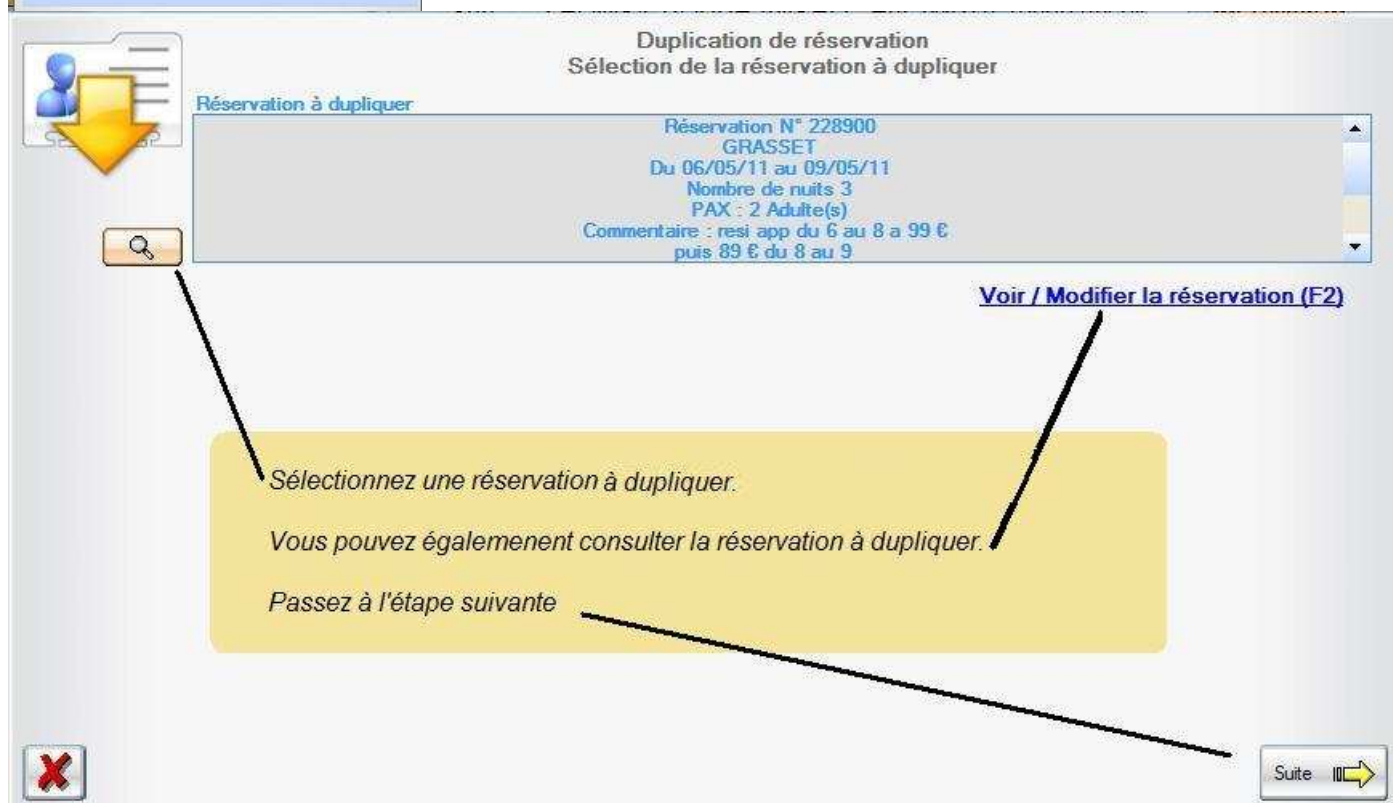 Duplication de réservation
Sélection de la réservation à dupliquer
Réservation à dupliquer
Réservation N° 228900
GRASSET
Du 06/05/11 au 09/05/11
Nombre de nuits 3
PAX : 2 Adulte(s)
Commentaire : resi app du 6 au 8 a 99 €
puis 89 € du 8 au 9
Voir / Modifier la réservation (F2)
Sélectionnez une réservation à dupliquer.
Vous pouvez égalemenent consulter la réservation à dupliquer.
Passez à l'étape suivante
Suite